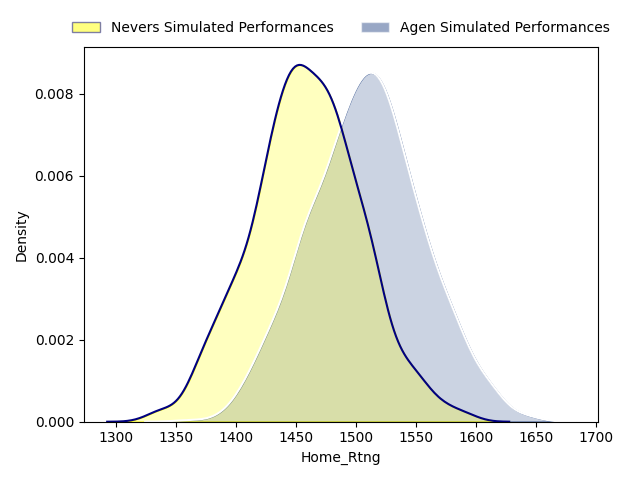 Nevers Simulated Performances Agen Simulated Performances
0.008
0.006
0.004
0.002
0.000
Density
1300 1350 1400 1450 1500 1550 1600 1650 1700
Home_Rtng